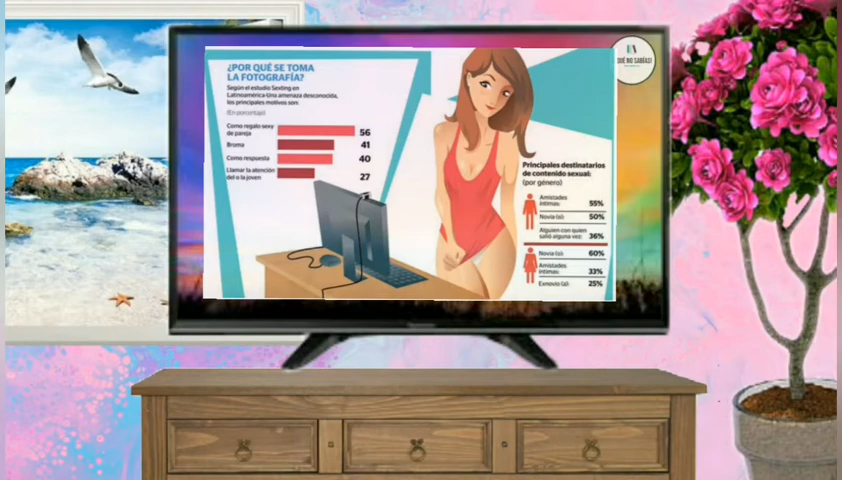 ¿POR QUÉ SE TOMA
LA FOTOGRAFÍA?
Según el estudio Sexting en
Latinoamérica-Una amenaza desconocida,
los principales motivos son
(En porcentaje)
Como regalo sexy
de pareja 56
Broma 41
Como respuesta 40
Llamar la atención
del o la joven 27
QUÉ NO SABÍAS?
Principales destinatarios
de contenido sexual:
(por género)
Amistades
íntimas: 55%
Novia (s): 50%
Alguien con quien
salió alguna vez: 36%
Novio (s): 60%
Amistades
íntimas: 33%
Exnovio (s): 25%